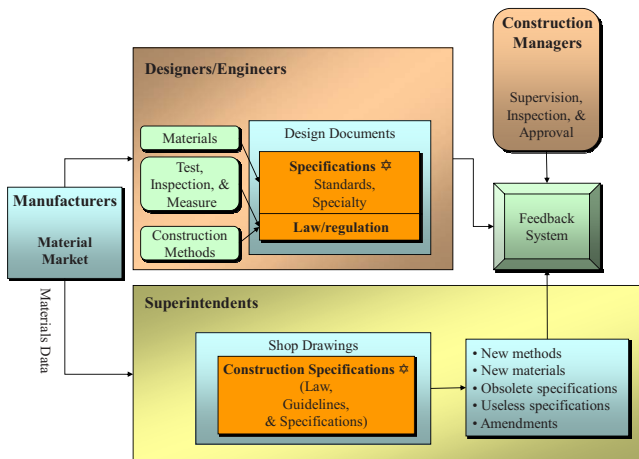 Construction
Managers
Supervision,
Inspection, &
Approval
Designers/Engineers
Materials
Test,
Inspection, &
Measure
Construction
Methods
Design Documents
Specifications ✡
Standards,
Specialty
Law/regulation
Manufacturers
Material
Market
Feedback
System
Materials Data
Superintendents
Shop Drawings
Construction Specifications ✡
(Law,
Guidelines,
& Specifications)
• New methods
• New materials
• Obsolete specifications
• Useless specifications
• Amendments